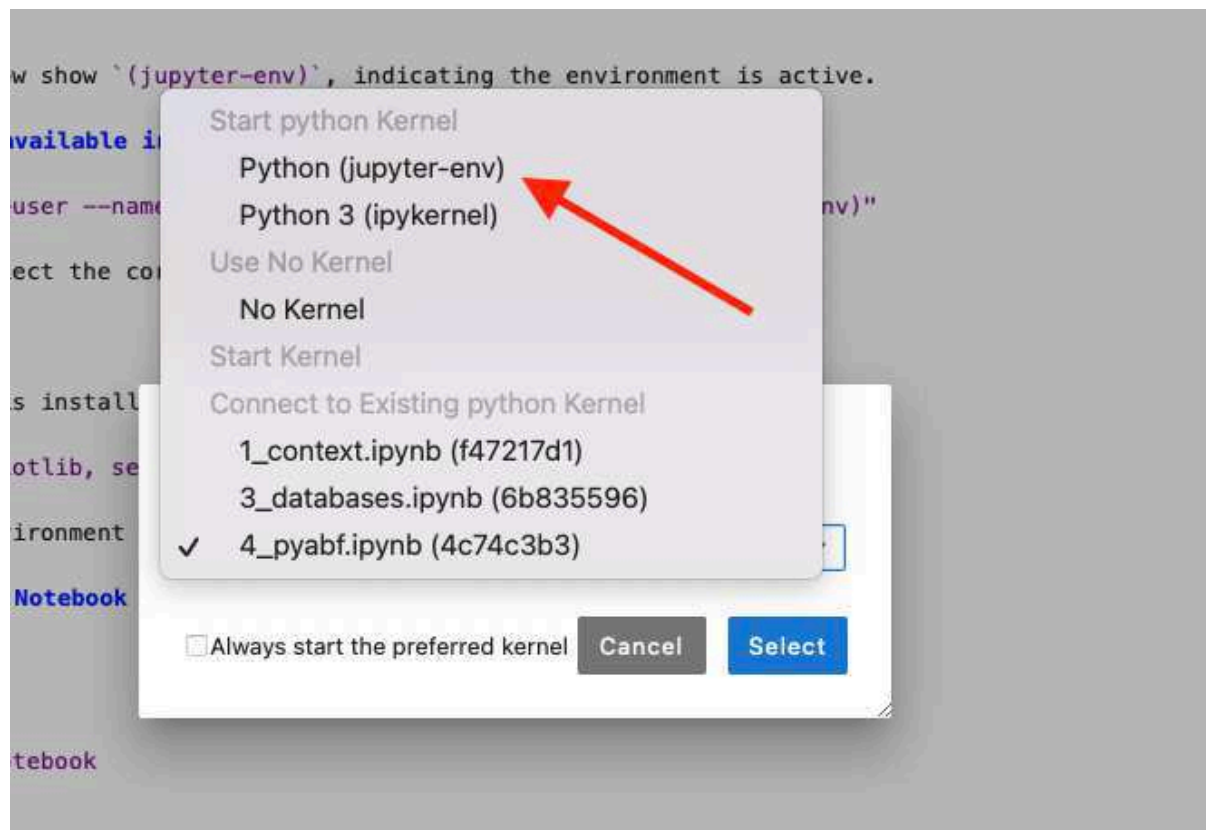 w show `(jupyter-env)`, indicating the environment is active.
Start python Kernel
vailable i
Python (jupyter-env)
user --name
Python 3 (ipykernel)
nv)"
Use No Kernel
ect the co
No Kernel
Start Kernel
s install
Connect to Existing python Kernel
1_context.ipynb (f47217d1)
otlib, se
3_databases.ipynb (6b835596)
ironment
✓ 4_pyabf.ipynb (4c74c3b3)
Notebook
Always start the preferred kernel Cancel Select
tebook